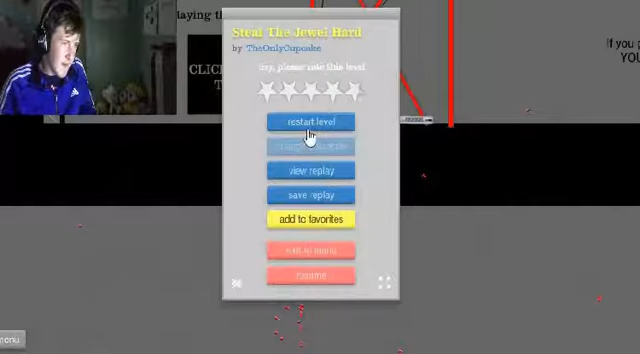 Steal The Jewel Hard
by TheOnlyCupcake
hey, please rate this level
laying th
If you g
YOU
CLIC
restart level
view replay
save replay
add to favorites
exit to menu
resume
menu